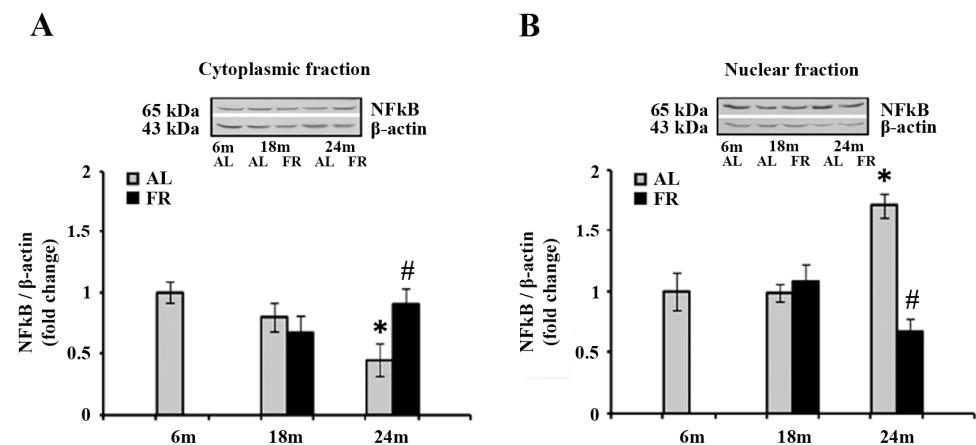 A
Cytoplasmic fraction
65 kDa NFkB
43 kDa β-actin
6m 18m 24m
AL AL FR AL FR
2
1.5
1
0.5
0
NFkB / β-actin
(fold change)
AL
FR
*
#
6m 18m 24m
B
Nuclear fraction
65 kDa NFkB
43 kDa β-actin
6m 18m 24m
AL AL FR AL FR
2
1.5
1
0.5
0
NFkB / β-actin
(fold change)
AL
FR
*
#
6m 18m 24m